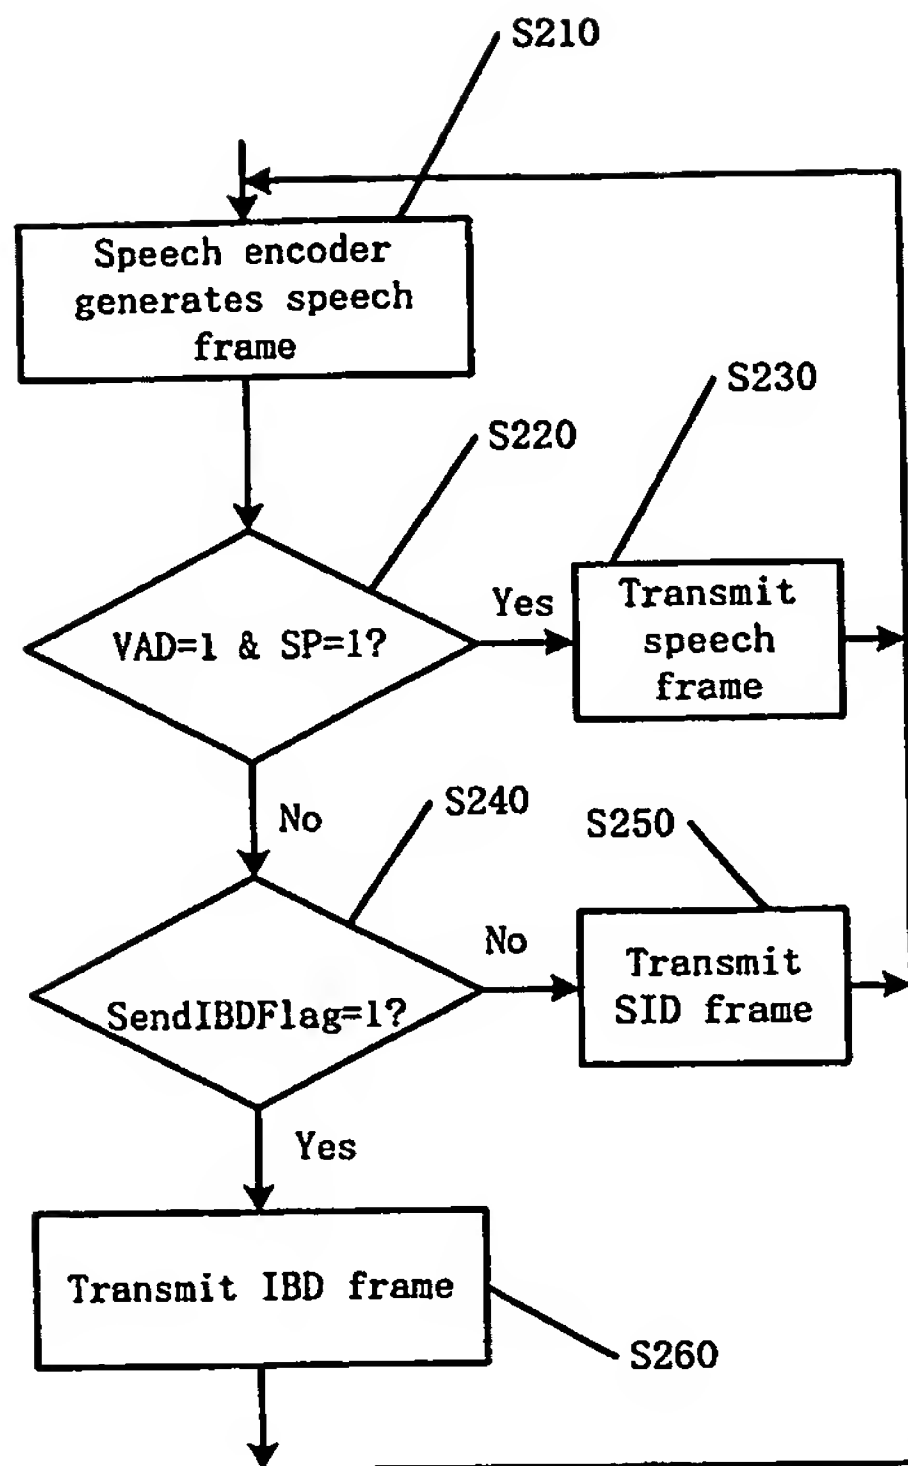 S210
Speech encoder
generates speech
frame
S230
S220
VAD=1 & SP=1?
Yes
Transmit
speech
frame
No
S240
S250
SendIBDFlag=1?
No
Transmit
SID frame
Yes
Transmit IBD frame
S260